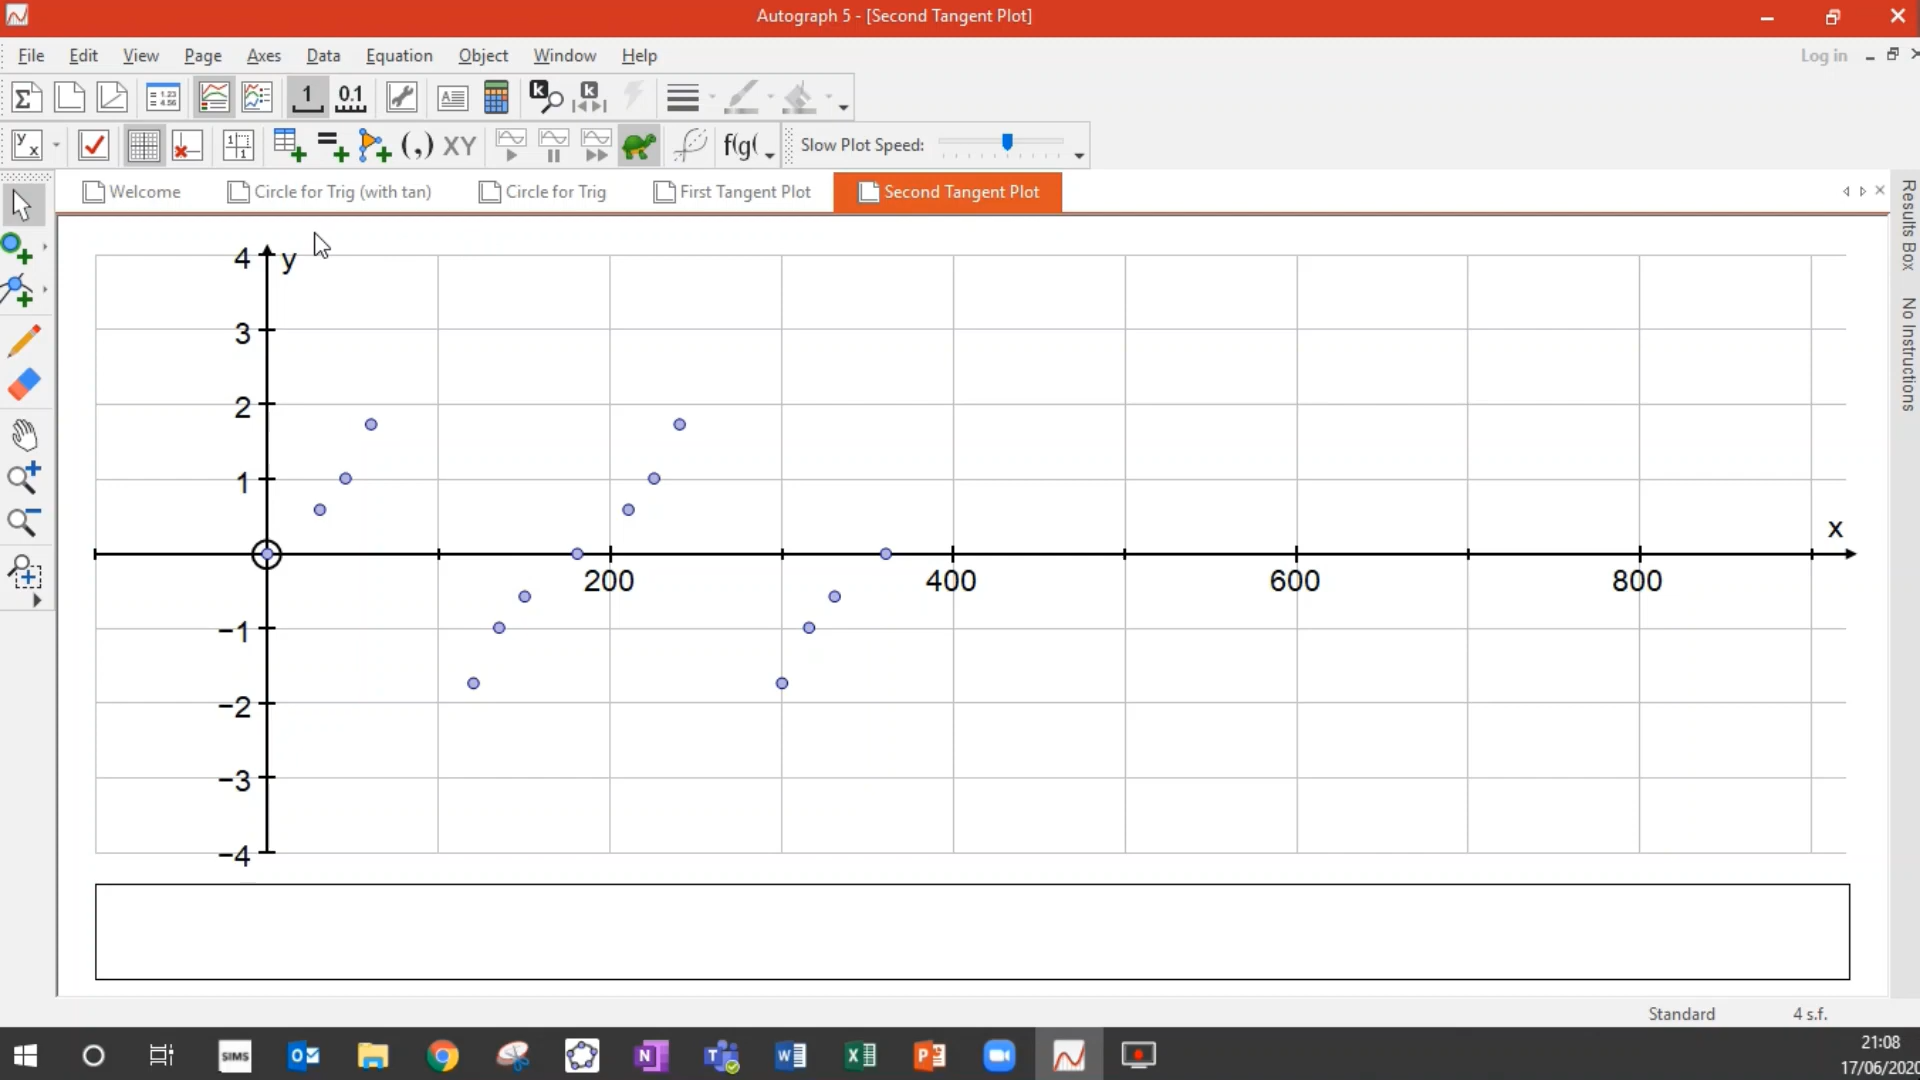 Autograph 5 - [Second Tangent Plot]
File Edit View Page Axes Data Equation Object Window Help Log in
1 0.1
XY f(g( Slow Plot Speed:
Welcome Circle for Trig (with tan) Circle for Trig First Tangent Plot Second Tangent Plot
Results Box
No Instructions
4 y
3
2
1
x
200 400 600 800
−1
−2
−3
−4
Standard 4 s.f.
SIMS
21:08
17/06/2020